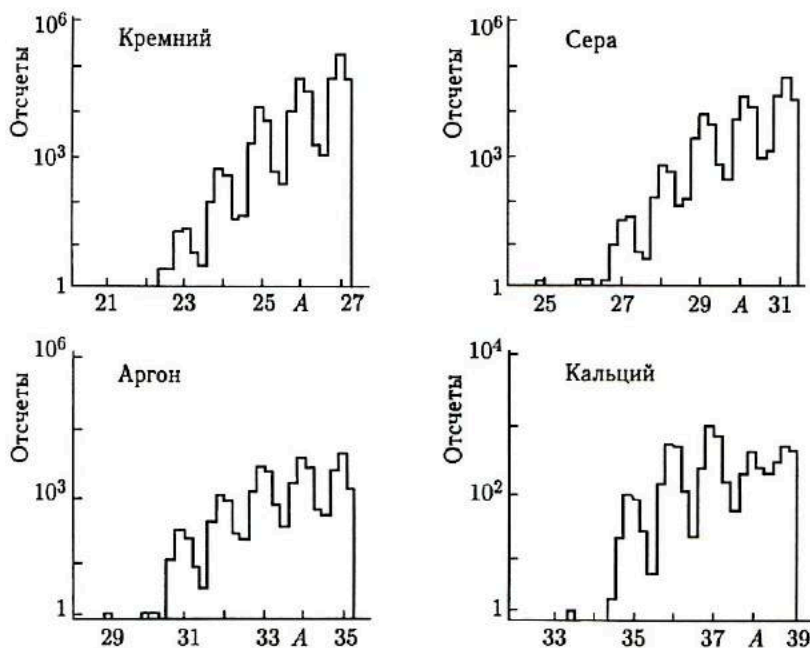 Кремний
Отсчеты
10⁶
10³
1
21 23 25 A 27
Сера
Отсчеты
10⁶
10³
1
25 27 29 A 31
Аргон
Отсчеты
10⁶
10³
1
29 31 33 A 35
Кальций
Отсчеты
10⁴
10²
1
33 35 37 A 39